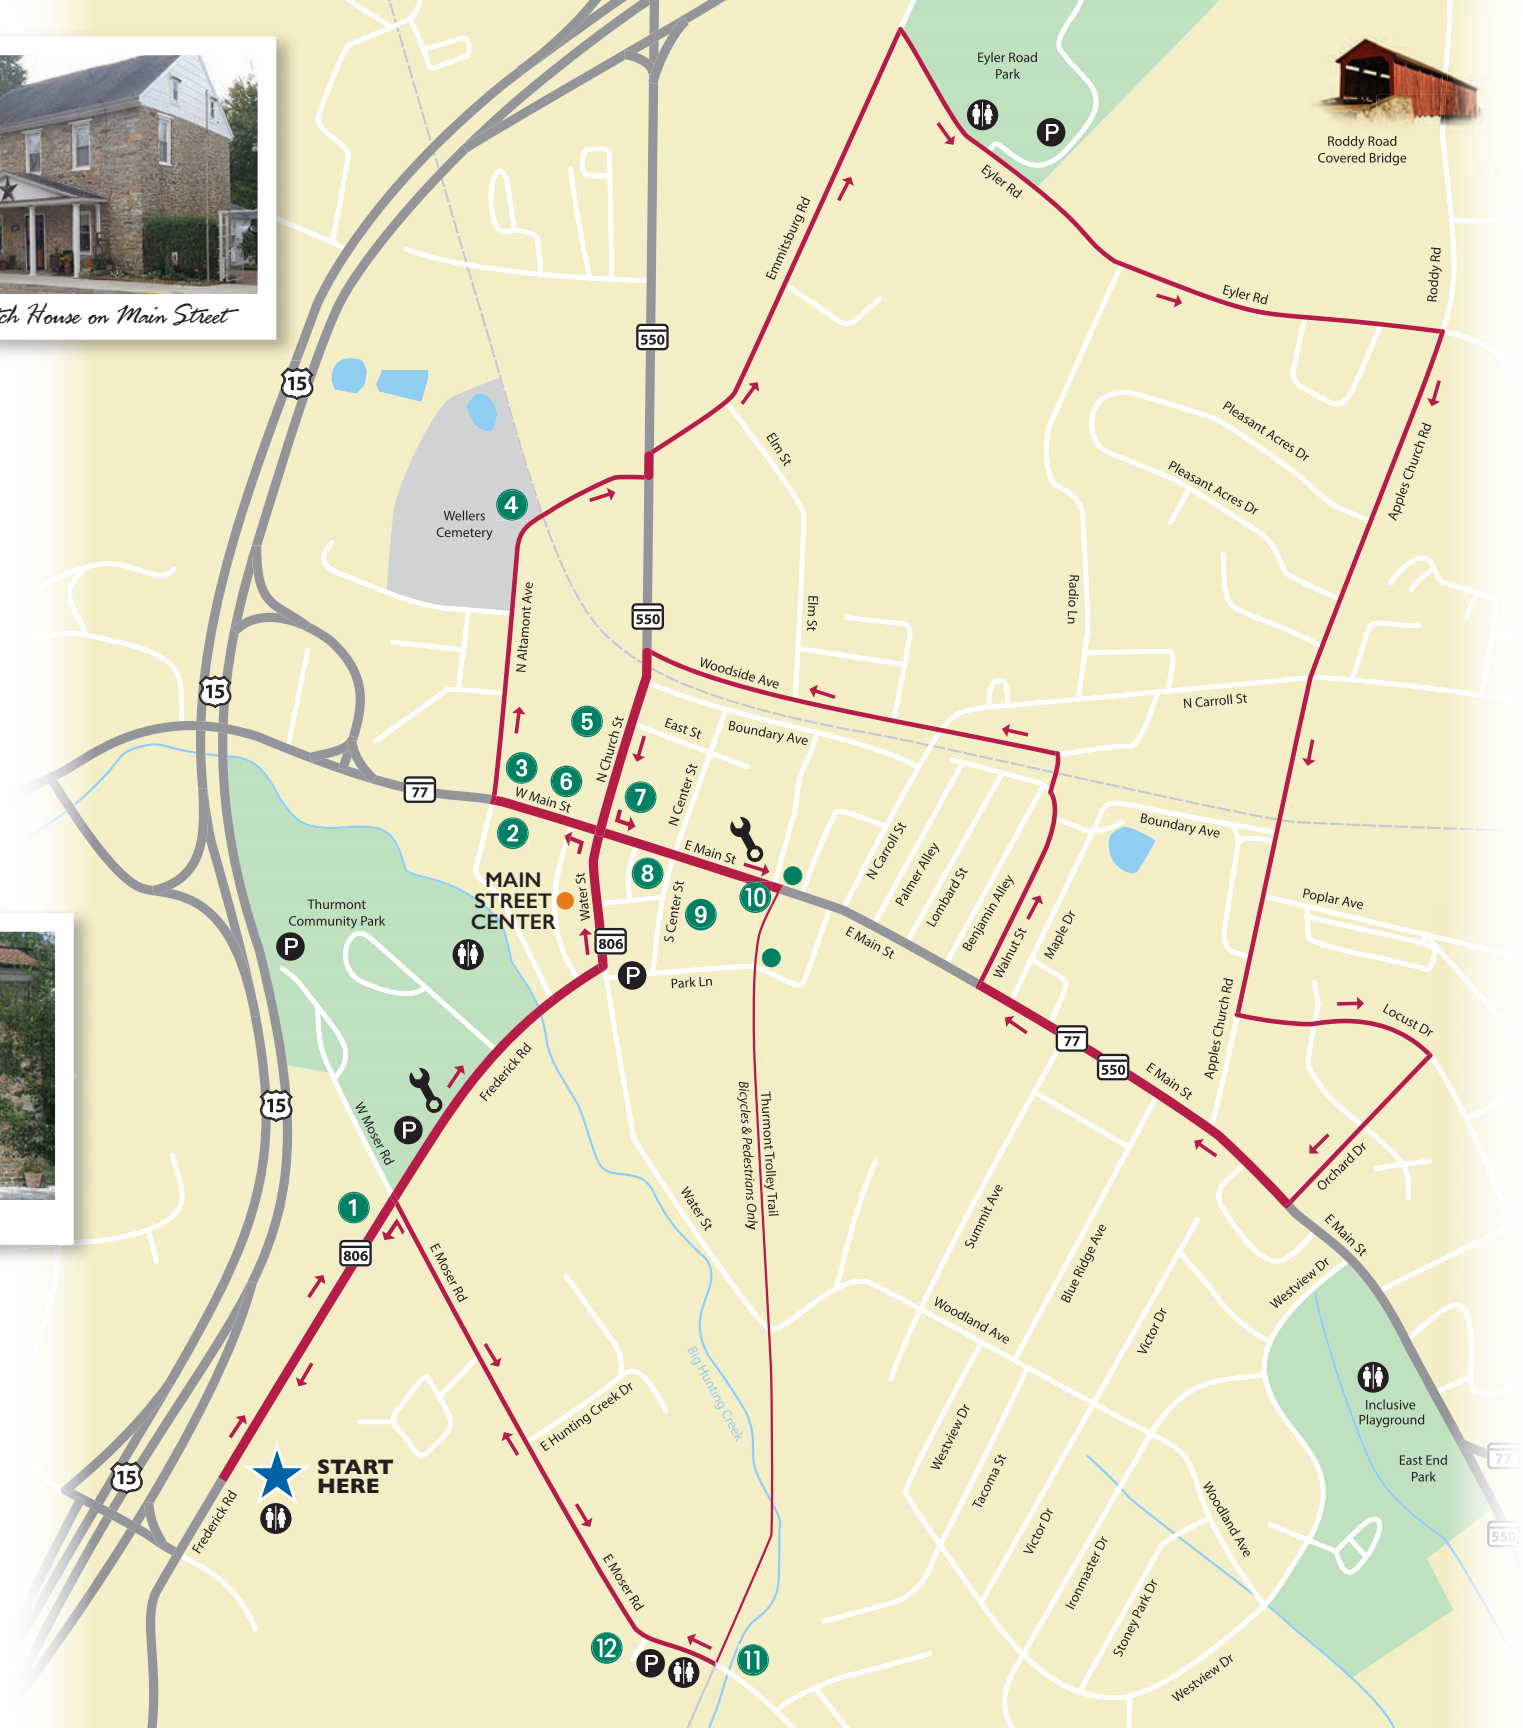 Eyler Road
Park
P
Roddy Road
Covered Bridge
Eyler Rd
Emmitsburg Rd
Roddy Rd
Eyler Rd
House on Main Street
550
15
Pleasant Acres Dr
Elm St
Apples Church Rd
Pleasant Acres Dr
4
Wellers
Cemetery
N Altamont Ave
Elm St
Radio Ln
550
Woodside Ave
15
N Carroll St
5
East St
Boundary Ave
N Church St
3
6
7
77
W Main St
N Center St
Boundary Ave
2
E Main St
N Carroll St
Palmer Alley
Lombard St
Benjamin Alley
8
10
MAIN
STREET
CENTER
Water St
S Center St
9
Poplar Ave
Thurmont
Community Park
P
806
E Main St
Walnut St
Maple Dr
P
Park Ln
Apples Church Rd
Locust Dr
77
550
E Main St
Frederick Rd
15
P
W Moser Rd
Thurmont Trolley Trail
Bicycles & Pedestrians Only
Orchard Dr
1
Water St
Summit Ave
806
E Moser Rd
Blue Ridge Ave
E Main St
Westview Dr
Woodland Ave
Victor Dr
Big Hunting Creek
E Hunting Creek Dr
Inclusive
Playground
Westview Dr
East End
Park
77
START
HERE
15
Tacoma St
Woodland Ave
Frederick Rd
Victor Dr
550
Ironmaster Dr
E Moser Rd
Stoney Park Dr
12
P
11
Westview Dr